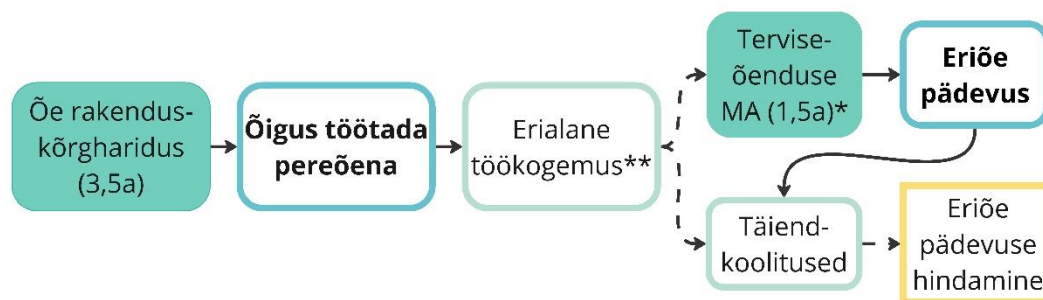 Õe rakendus-
kõrgharidus
(3,5a)
Õigus töötada
pereõena
Erialane
töökogemus**
Tervise-
õenduse
MA (1,5a)*
Eriõe
pädevus
Täiend-
koolitused
Eriõe
pädevuse
hindamine